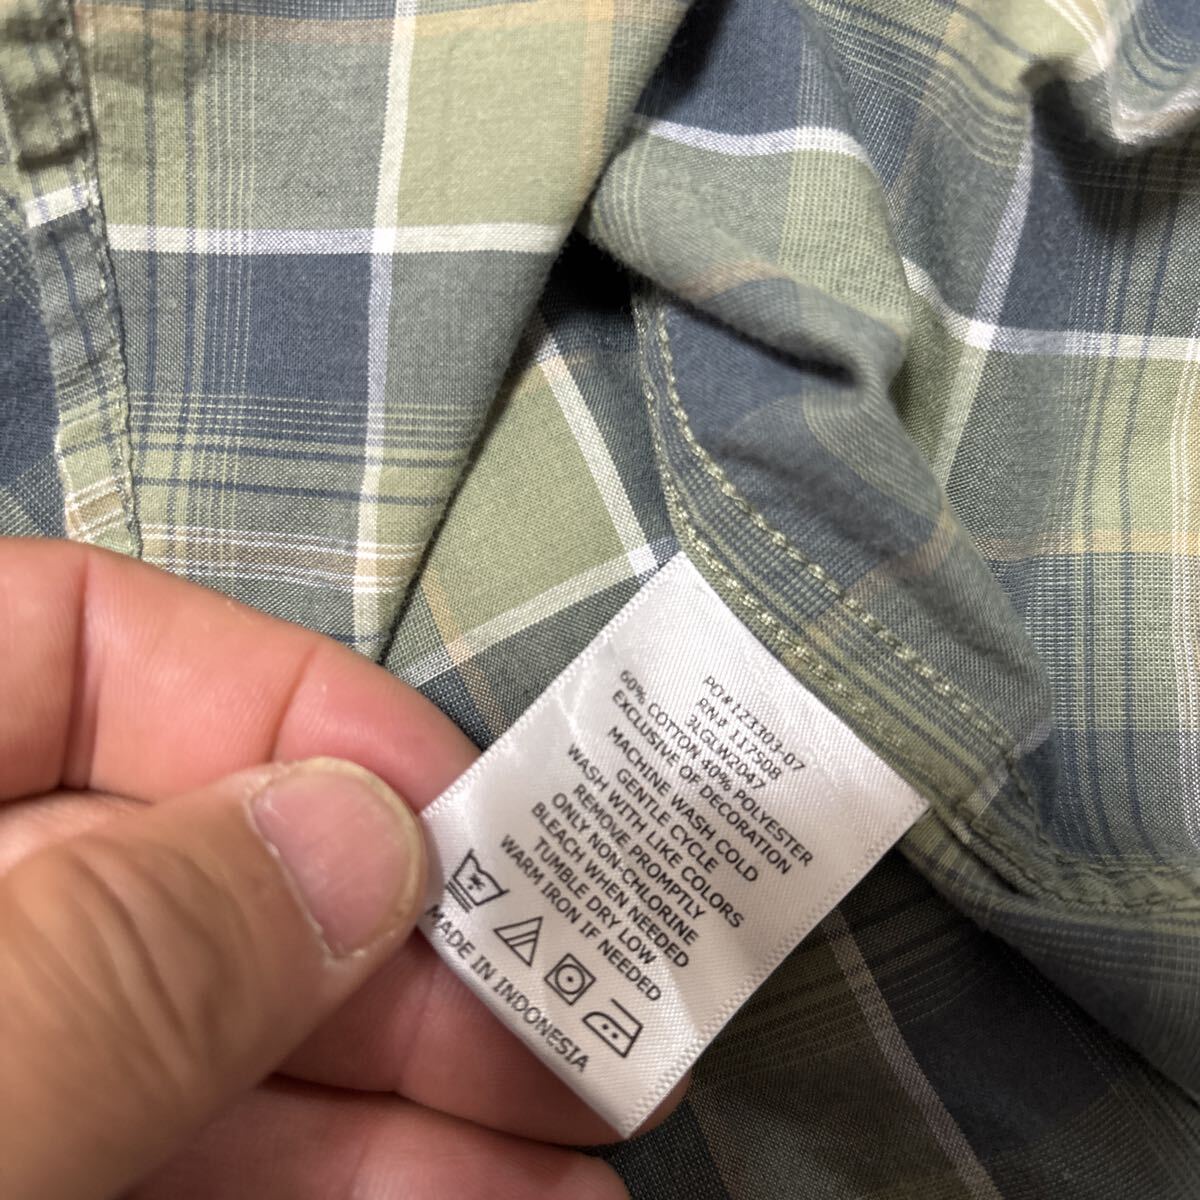 PO# 123303-07
RN# 117508
3LGLW2047
60% COTTON 40% POLYESTER
EXCLUSIVE OF DECORATION
MACHINE WASH COLD
GENTLE CYCLE
WASH WITH LIKE COLORS
REMOVE PROMPTLY
ONLY NON-CHLORINE
BLEACH WHEN NEEDED
TUMBLE DRY LOW
WARM IRON IF NEEDED
MADE IN INDONESIA